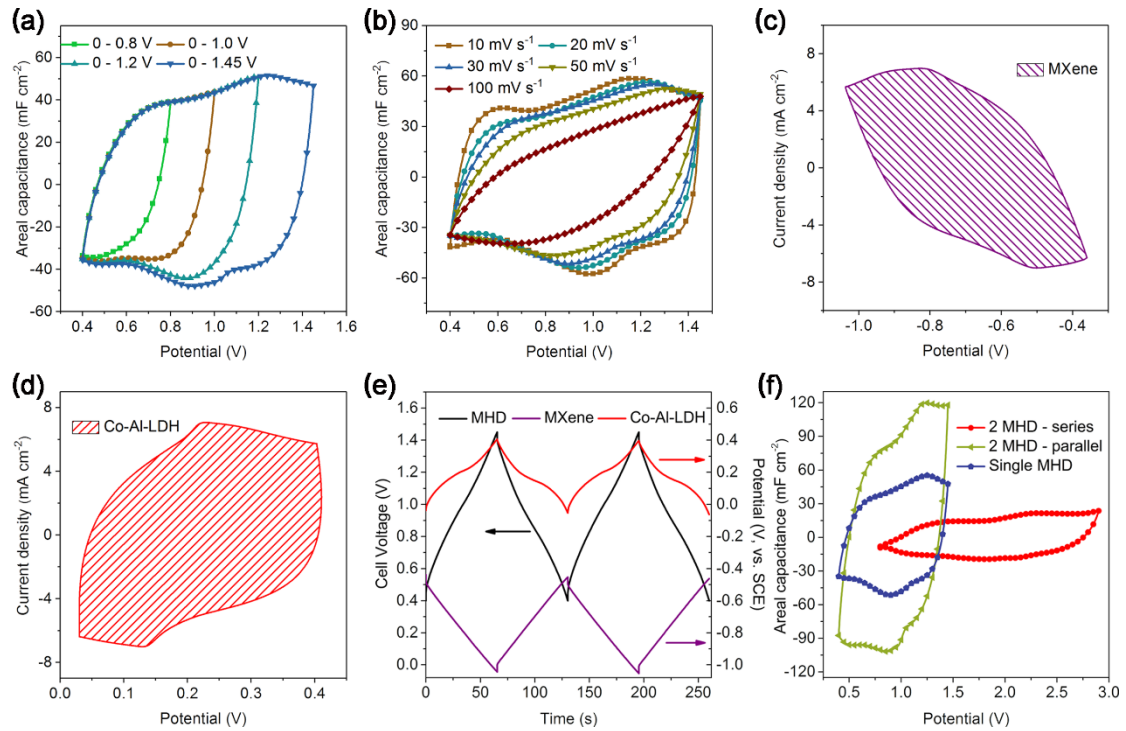 (a)
0 - 0.8 V 0 - 1.0 V
0 - 1.2 V 0 - 1.45 V
Areal capacitance (mF cm⁻²)
60
40
20
0
-20
-40
-60
0.4 0.6 0.8 1.0 1.2 1.4 1.6
Potential (V)
(b)
10 mV s⁻¹ 20 mV s⁻¹
30 mV s⁻¹ 50 mV s⁻¹
100 mV s⁻¹
Areal capacitance (mF cm⁻²)
90
60
30
0
-30
-60
0.4 0.6 0.8 1.0 1.2 1.4
Potential (V)
(c)
MXene
Current density (mA cm⁻²)
8
4
0
-4
-8
-1.0 -0.8 -0.6 -0.4
Potential (V)
(d)
Co-Al-LDH
Current density (mA cm⁻²)
8
4
0
-4
-8
0.0 0.1 0.2 0.3 0.4
Potential (V)
(e)
MHD MXene Co-Al-LDH
Cell Voltage (V)
1.6
1.4
1.2
1.0
0.8
0.6
0.4
0.2
0.0
0.6
0.4
0.2
0.0
-0.2
-0.4
-0.6
-0.8
-1.0
Potential (V, vs. SCE)
0 50 100 150 200 250
Time (s)
(f)
2 MHD - series
2 MHD - parallel
Single MHD
Areal capacitance (mF cm⁻²)
120
90
60
30
0
-30
-60
-90
-120
0.5 1.0 1.5 2.0 2.5 3.0
Potential (V)